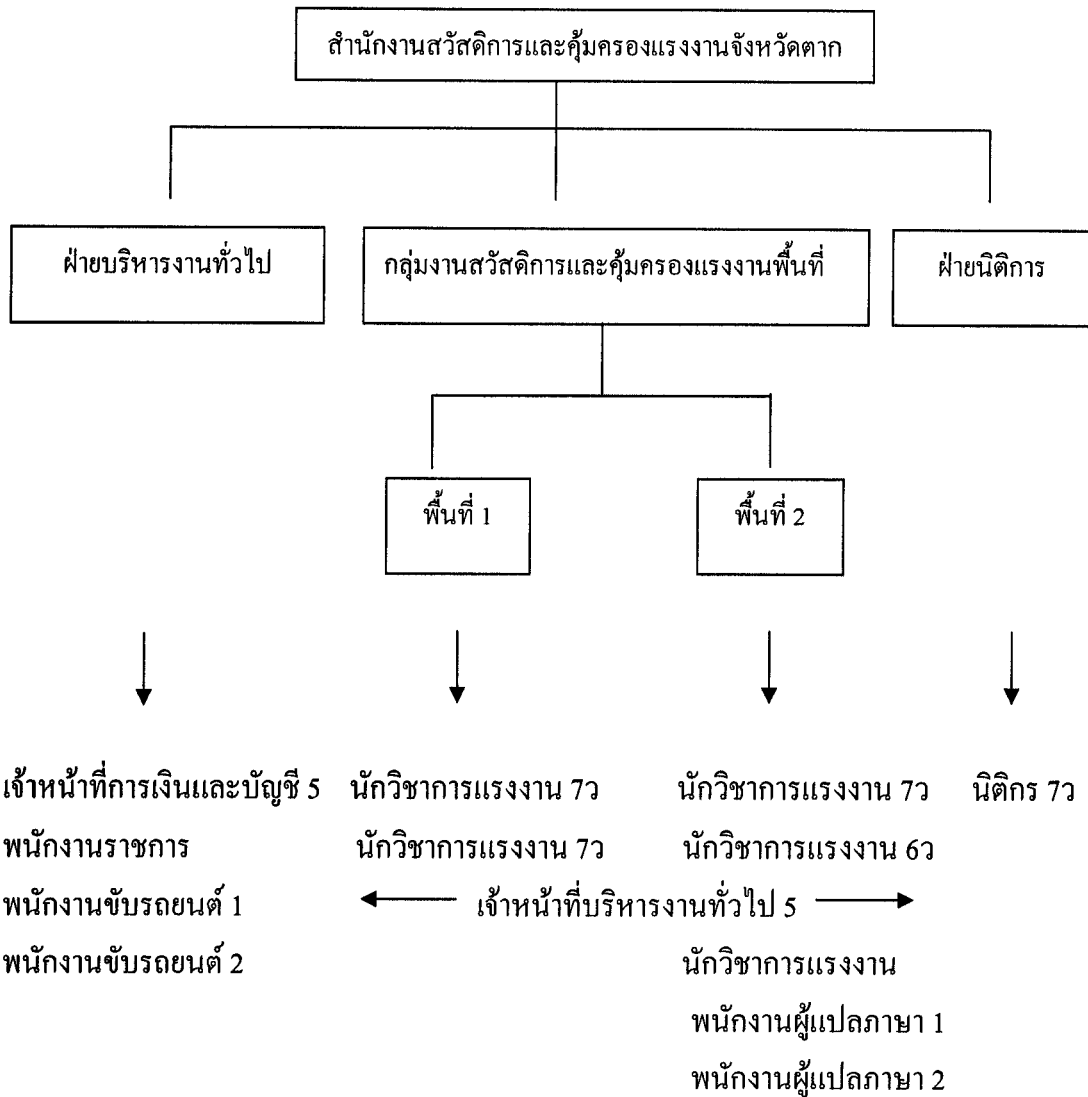 สำนักงานสวัสดิการและคุ้มครองแรงงานจังหวัดตาก
ฝ่ายบริหารงานทั่วไป
กลุ่มงานสวัสดิการและคุ้มครองแรงงานพื้นที่
ฝ่ายนิติการ
พื้นที่ 1
พื้นที่ 2
เจ้าหน้าที่การเงินและบัญชี 5 นักวิชาการแรงงาน 7ว นักวิชาการแรงงาน 7ว นิติกร 7ว
พนักงานราชการ นักวิชาการแรงงาน 7ว นักวิชาการแรงงาน 6ว
พนักงานขับรถยนต์ 1 เจ้าหน้าที่บริหารงานทั่วไป 5
พนักงานขับรถยนต์ 2 นักวิชาการแรงงาน
พนักงานผู้แปลภาษา 1
พนักงานผู้แปลภาษา 2